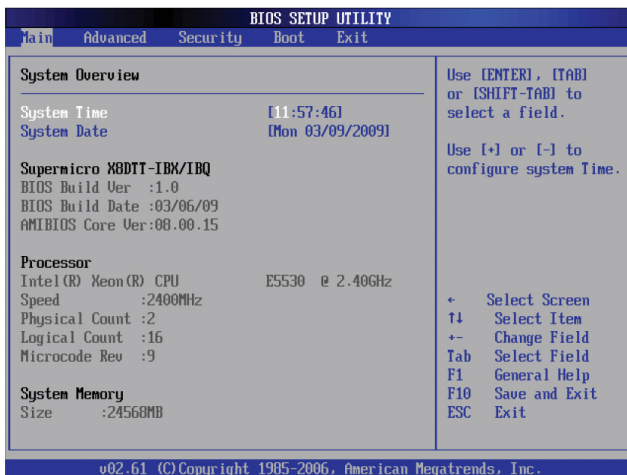 BIOS SETUP UTILITY
Main Advanced Security Boot Exit
System Overview
System Time [11:57:46]
System Date [Mon 03/09/2009]
Supermicro X8DTT-IBX/IBQ
BIOS Build Ver :1.0
BIOS Build Date :03/06/09
AMIBIOS Core Ver:08.00.15
Processor
Intel(R) Xeon(R) CPU E5530 @ 2.40GHz
Speed :2400MHz
Physical Count :2
Logical Count :16
Microcode Rev :9
System Memory
Size :24568MB
Use [ENTER], [TAB]
or [SHIFT-TAB] to
select a field.
Use [+] or [-] to
configure system Time.
← Select Screen
↑↓ Select Item
+- Change Field
Tab Select Field
F1 General Help
F10 Save and Exit
ESC Exit
v02.61 (C)Copyright 1985-2006, American Megatrends, Inc.